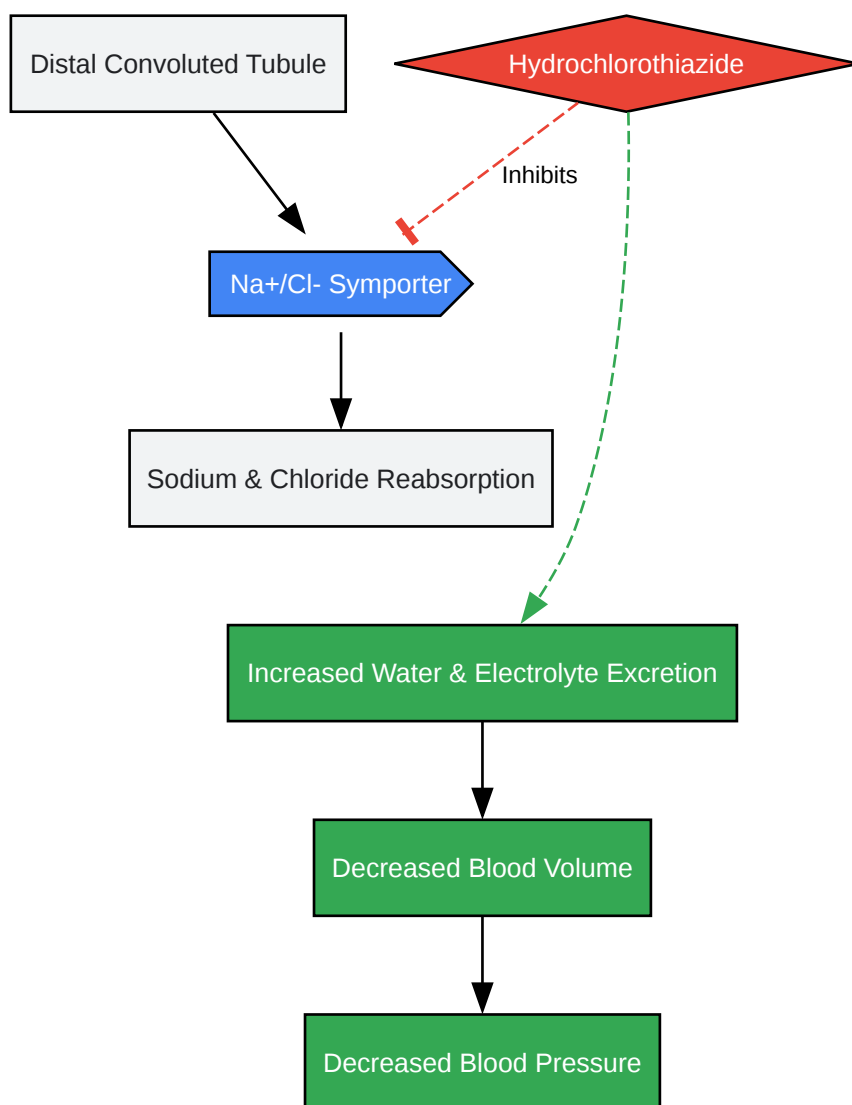 Distal Convoluted Tubule
Hydrochlorothiazide
Inhibits
Na+/Cl- Symporter
Sodium & Chloride Reabsorption
Increased Water & Electrolyte Excretion
Decreased Blood Volume
Decreased Blood Pressure